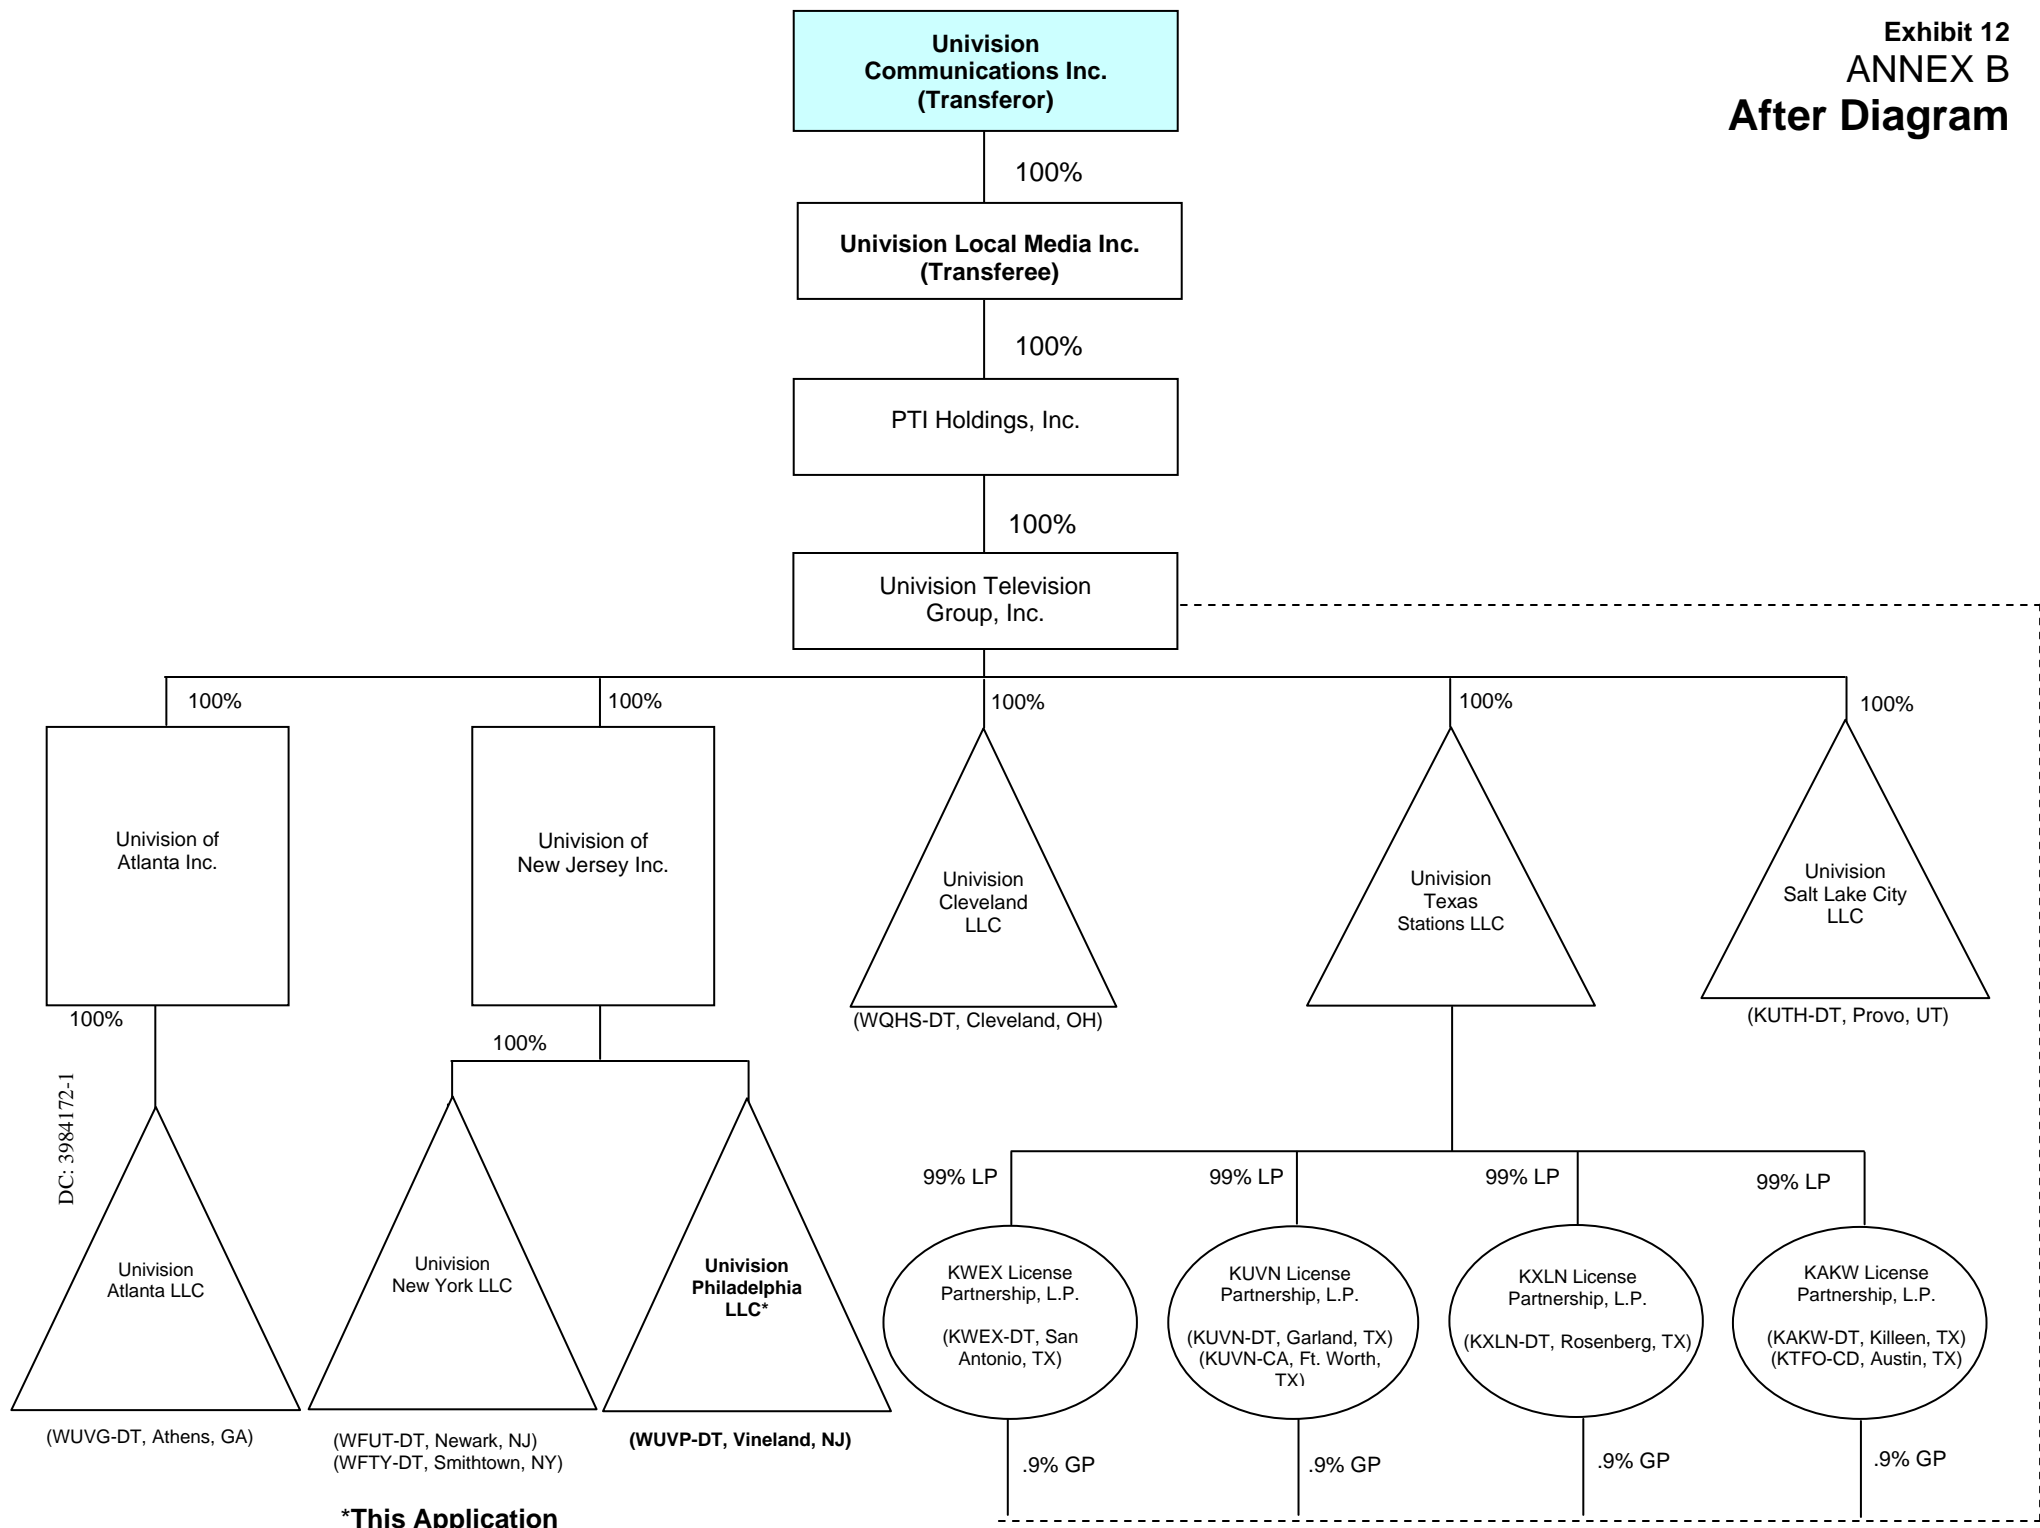 Exhibit 12
ANNEX B
After Diagram
Univision
Communications Inc.
(Transferor)
100%
Univision Local Media Inc.
(Transferee)
100%
PTI Holdings, Inc.
100%
Univision Television
Group, Inc.
100%
100%
100%
100%
100%
Univision of
Atlanta Inc.
Univision of
New Jersey Inc.
Univision
Cleveland
LLC
Univision
Texas
Stations LLC
Univision
Salt Lake City
LLC
(WQHS-DT, Cleveland, OH)
(KUTH-DT, Provo, UT)
100%
100%
DC: 3984172-1
99% LP
99% LP
99% LP
99% LP
Univision
Atlanta LLC
Univision
New York LLC
Univision
Philadelphia
LLC*
KWEX License
Partnership, L.P.
(KWEX-DT, San
Antonio, TX)
KUVN License
Partnership, L.P.
(KUVN-DT, Garland, TX)
(KUVN-CA, Ft. Worth,
TX)
KXLN License
Partnership, L.P.
(KXLN-DT, Rosenberg, TX)
KAKW License
Partnership, L.P.
(KAKW-DT, Killeen, TX)
(KTFO-CD, Austin, TX)
(WUVG-DT, Athens, GA)
(WFUT-DT, Newark, NJ)
(WFTY-DT, Smithtown, NY)
(WUVP-DT, Vineland, NJ)
.9% GP
.9% GP
.9% GP
.9% GP
*This Application